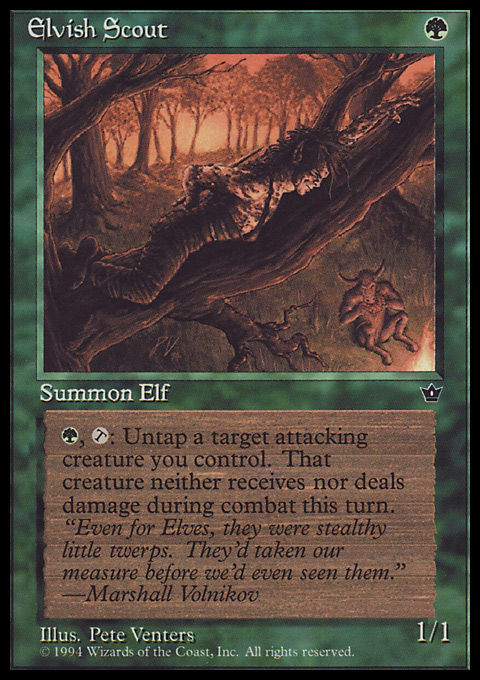 Elvish Scout
Summon Elf
: Untap a target attacking
creature you control. That
creature neither receives nor deals
damage during combat this turn.
“Even for Elves, they were stealthy
little twerps. They’d taken our
measure before we’d even seen them.”
—Marshall Volnikov
Illus. Pete Venters
1/1
© 1994 Wizards of the Coast, Inc. All rights reserved.